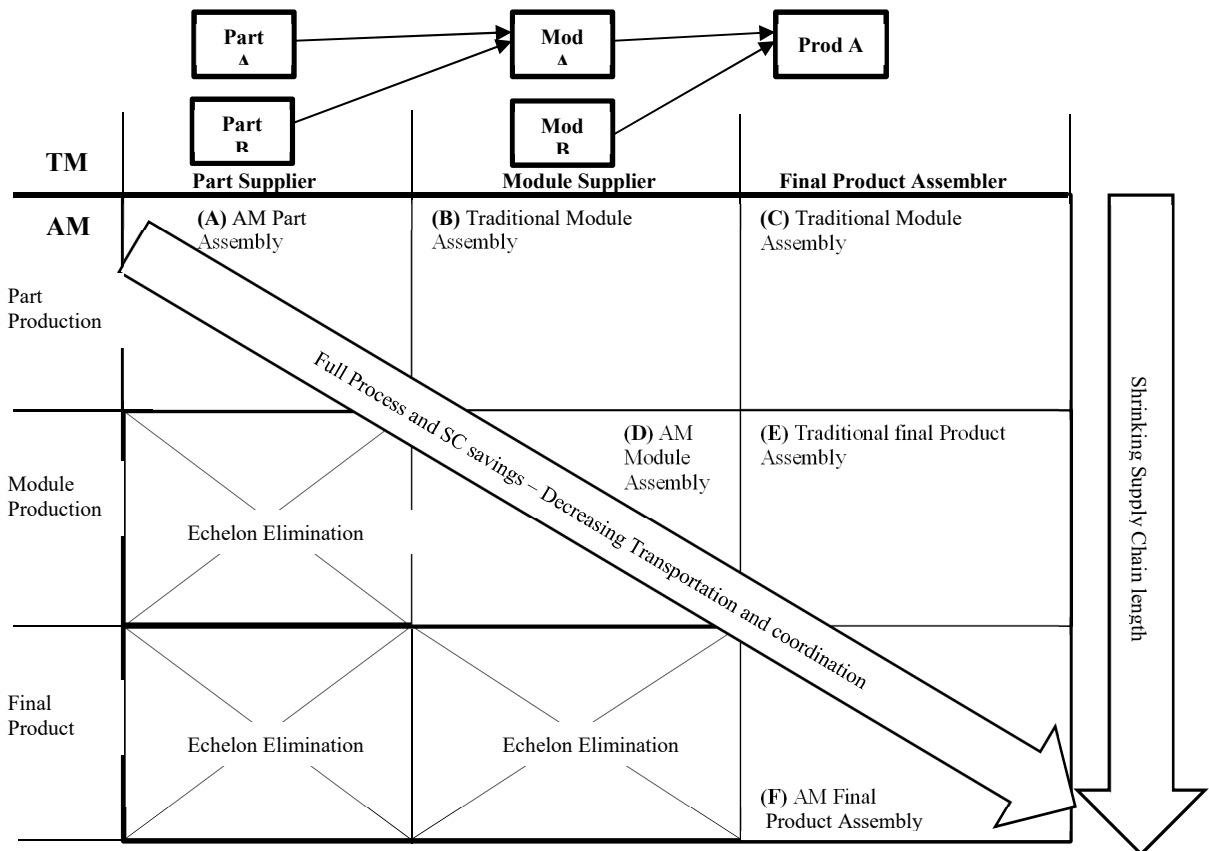 Part
A
Mod
A
Prod A
Part
B
Mod
B
TM
Part Supplier
Module Supplier
Final Product Assembler
AM
(A) AM Part
Assembly
(B) Traditional Module
Assembly
(C) Traditional Module
Assembly
Part
Production
Full Process and SC savings – Decreasing Transportation and coordination
Shrinking Supply Chain length
Module
Production
Echelon Elimination
(D) AM
Module
Assembly
(E) Traditional final Product
Assembly
Final
Product
Echelon Elimination
Echelon Elimination
(F) AM Final
Product Assembly